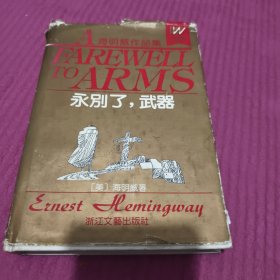 海明威作品集
A
FAREWELL
TO ARMS
永别了，武器
［美］海明威著
Ernest Hemingway
浙江文艺出版社
W